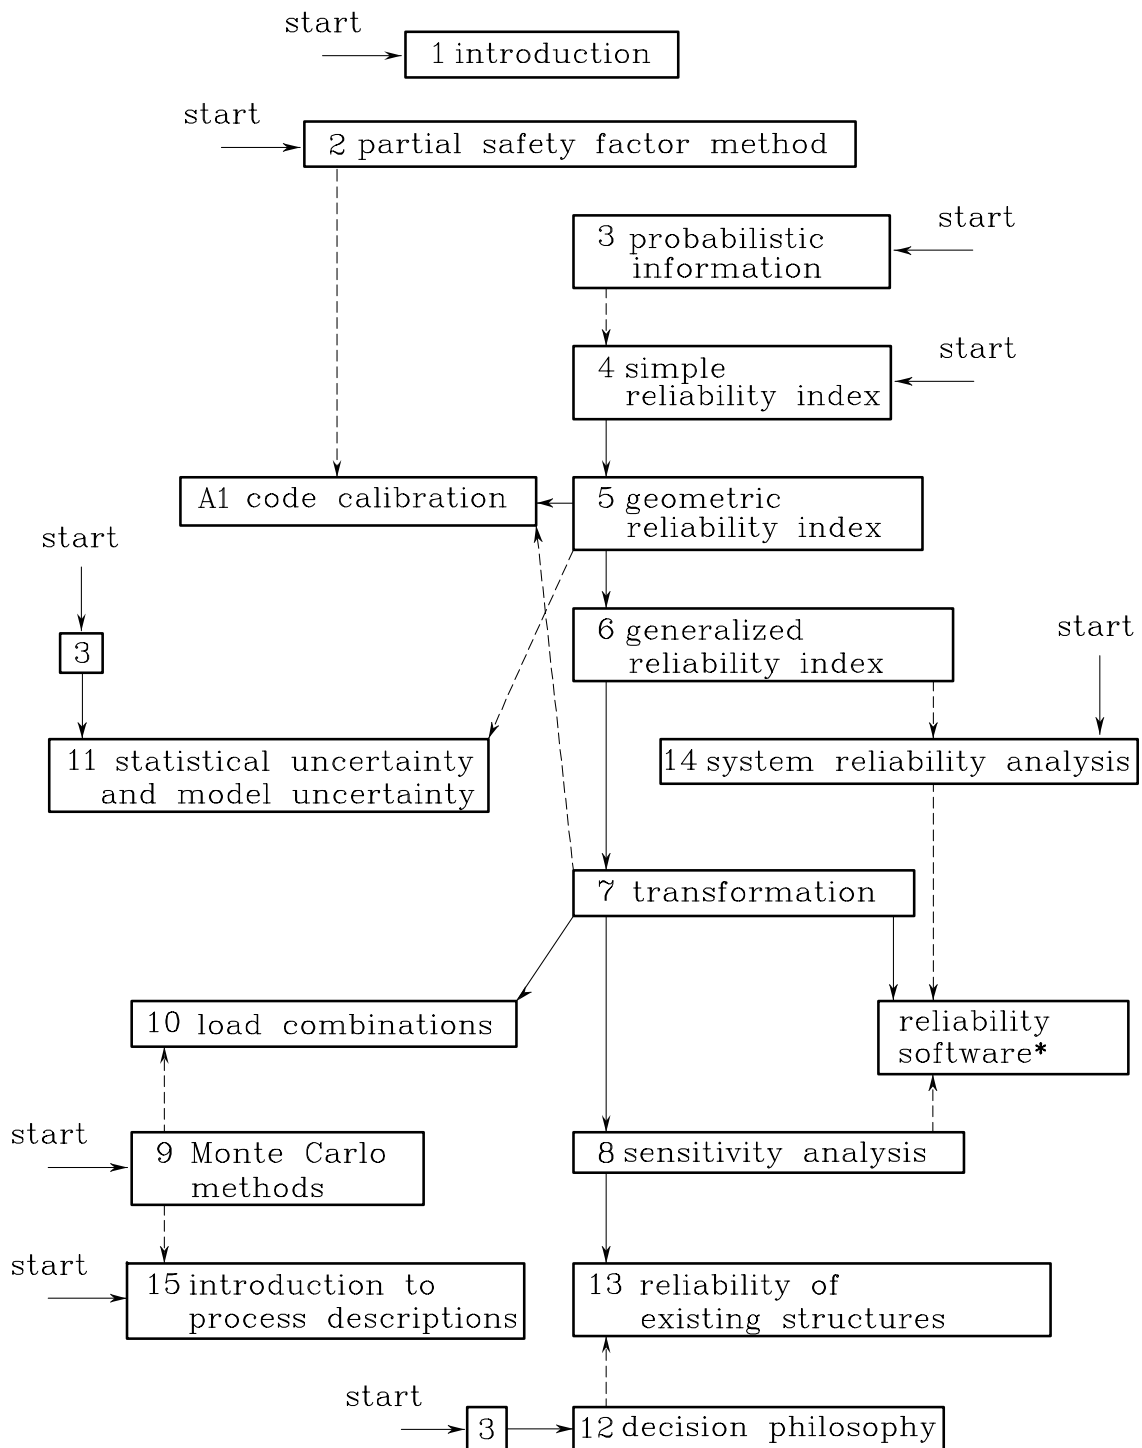 start
1 introduction
start
2 partial safety factor method
start
3 probabilistic
information
start
4 simple
reliability index
A1 code calibration
5 geometric
reliability index
start
3
6 generalized
reliability index
start
11 statistical uncertainty
and model uncertainty
14 system reliability analysis
7 transformation
10 load combinations
reliability
software*
start
9 Monte Carlo
methods
8 sensitivity analysis
start
15 introduction to
process descriptions
13 reliability of
existing structures
start
3
12 decision philosophy